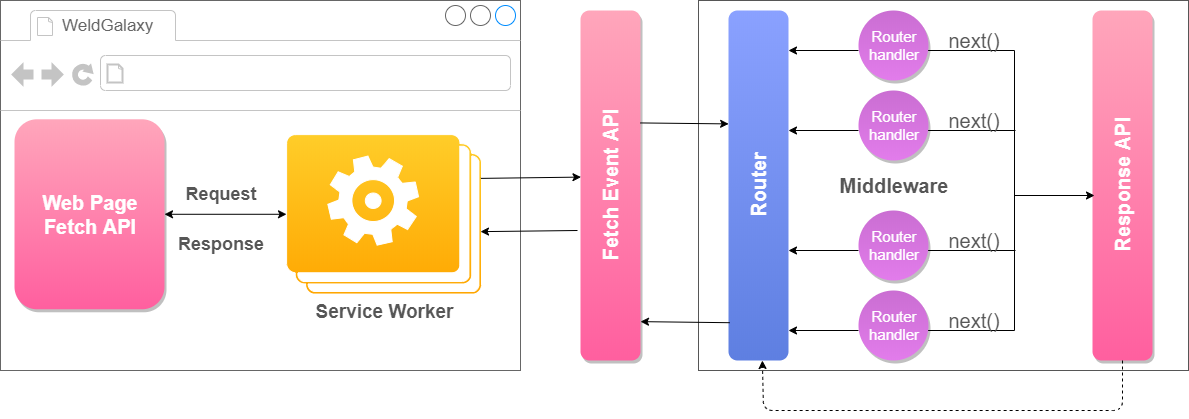 WeldGalaxy
Web Page
Fetch API
Request
Response
Service Worker
Fetch Event API
Router
Router
handler
next()
Router
handler
next()
Middleware
Router
handler
next()
Router
handler
next()
Response API